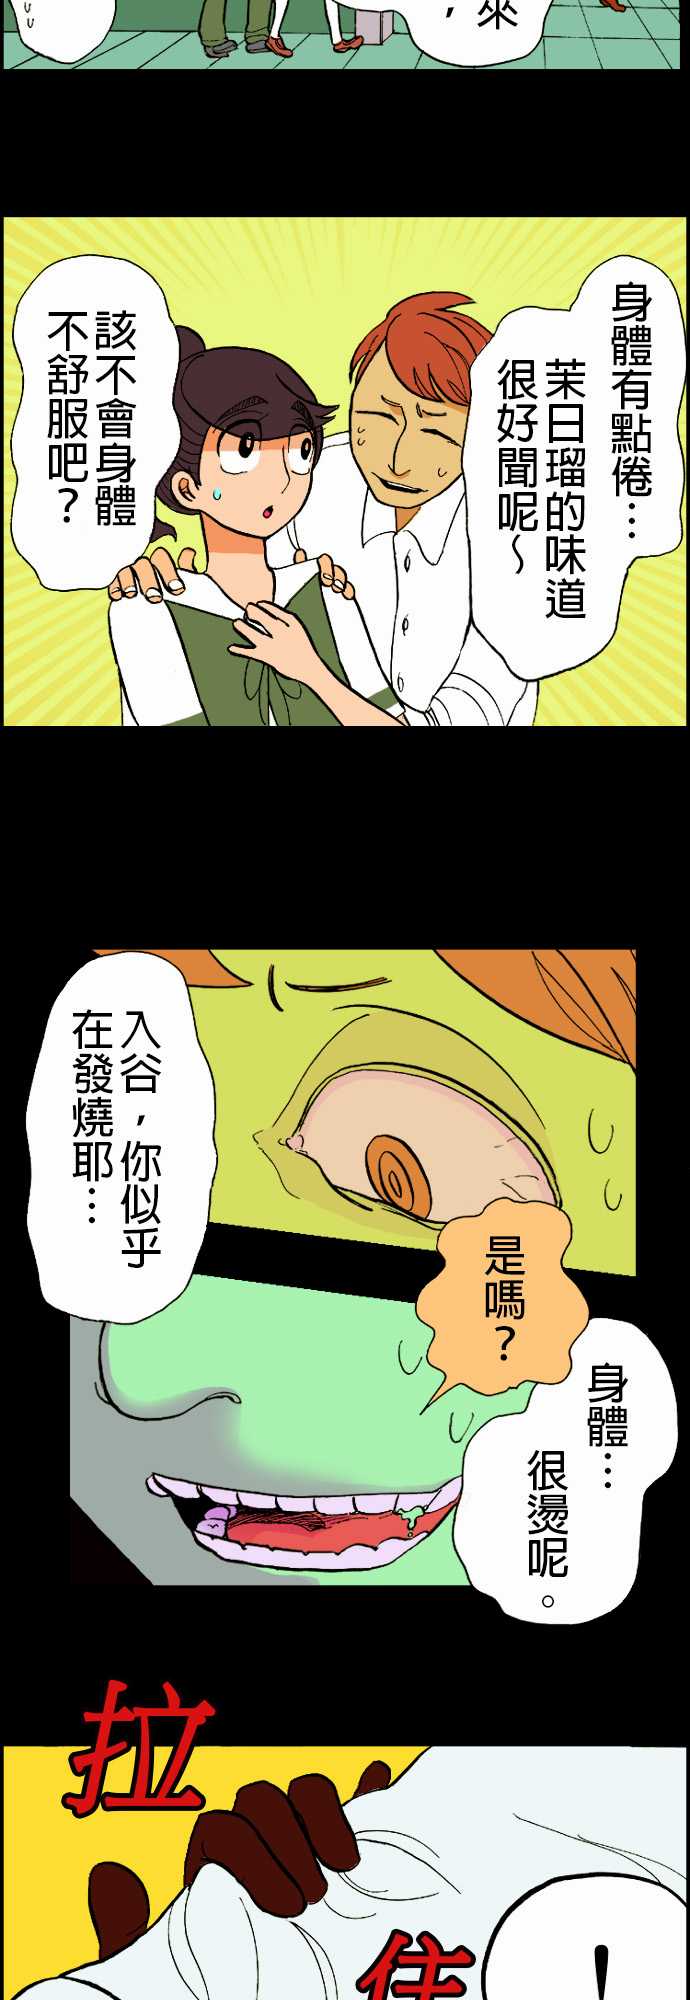 ，來
身體有點倦…
茉日瑠的味道
很好聞呢～
該不會身體
不舒服吧？
入谷，你似乎
在發燒耶…
是嗎？
身體…
很燙呢。
拉
住
！